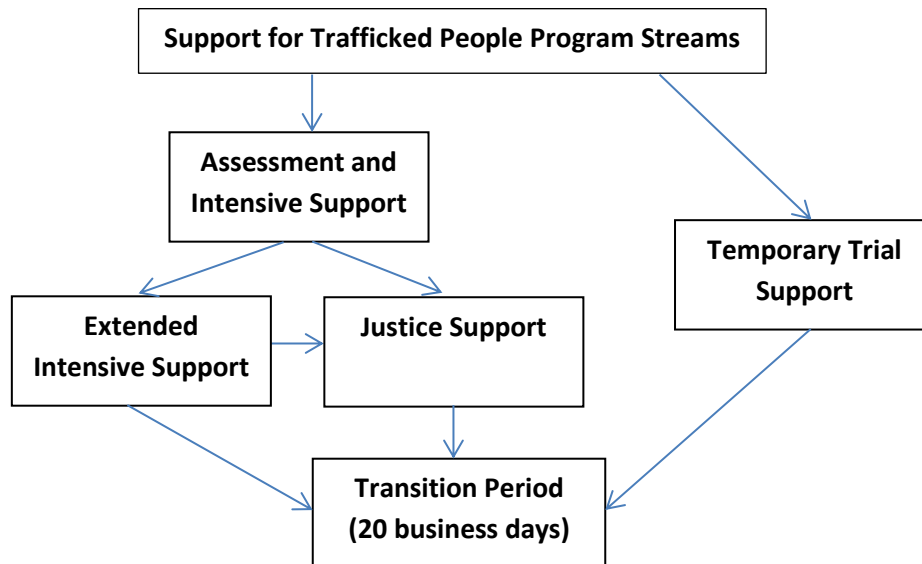 Support for Trafficked People Program Streams
Assessment and
Intensive Support
Temporary Trial
Support
Extended
Intensive Support
Justice Support
Transition Period
(20 business days)